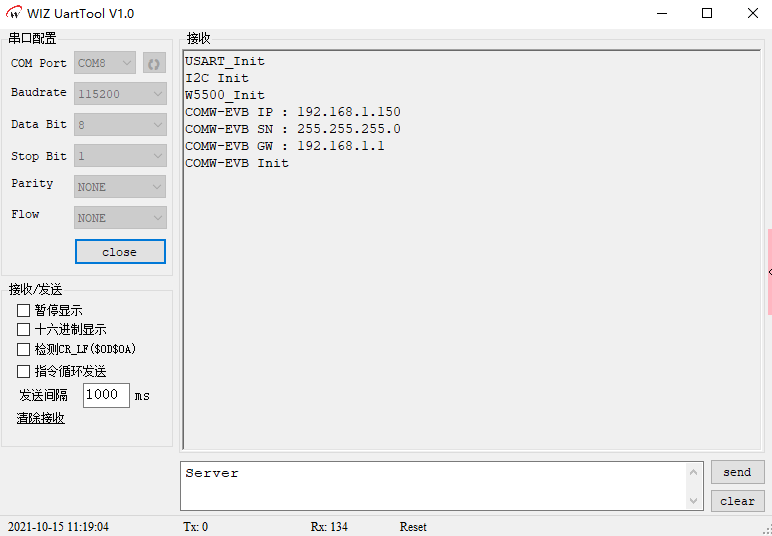 WIZ UartTool V1.0
串口配置
COM Port COM8
Baudrate 115200
Data Bit 8
Stop Bit 1
Parity NONE
Flow NONE
close
接收/发送
暂停显示
十六进制显示
检测CR_LF($0D$0A)
指令循环发送
发送间隔 1000 ms
清除接收
接收
USART_Init
I2C Init
W5500_Init
COMW-EVB IP : 192.168.1.150
COMW-EVB SN : 255.255.255.0
COMW-EVB GW : 192.168.1.1
COMW-EVB Init
Server
send
clear
2021-10-15 11:19:04 Tx: 0 Rx: 134 Reset